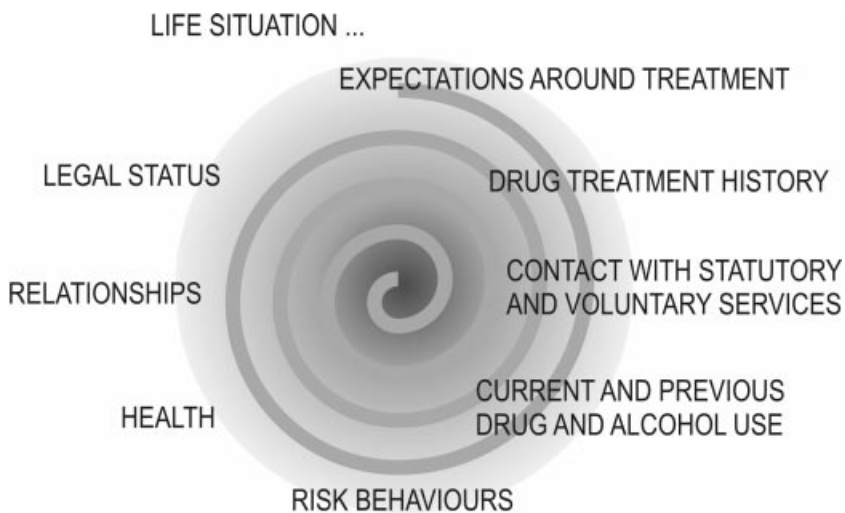 LIFE SITUATION ...
EXPECTATIONS AROUND TREATMENT
LEGAL STATUS
DRUG TREATMENT HISTORY
RELATIONSHIPS
CONTACT WITH STATUTORY
AND VOLUNTARY SERVICES
HEALTH
CURRENT AND PREVIOUS
DRUG AND ALCOHOL USE
RISK BEHAVIOURS